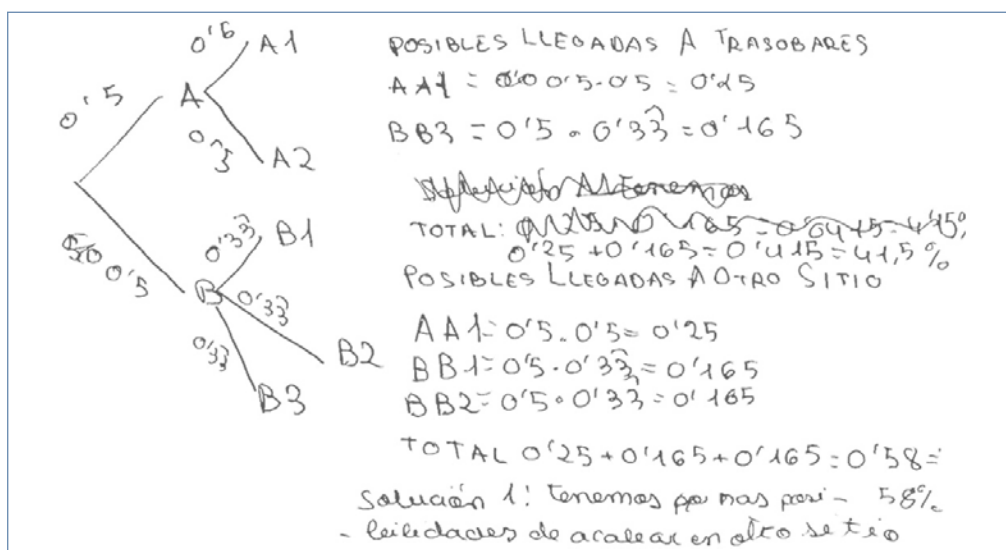 0'5
0'5
A1
A
0'5
A2
0'5
B
0'33
B1
0'33
B2
0'33
B3
POSIBLES LLEGADAS A TRASOBARES
AA1 = 0'5·0'5 = 0'25
BB3 = 0'5 · 0'33 = 0'165
TOTAL:
0'25 + 0'165 = 0'415 = 41,5%
POSIBLES LLEGADAS A OTRO SITIO
AA1 = 0'5·0'5 = 0'25
BB1 = 0'5·0'33 = 0'165
BB2 = 0'5·0'33 = 0'165
TOTAL 0'25 + 0'165 + 0'165 = 0'58 =
58%
Solución 1: tenemos mas posi-
-bilidades de acabar en otro sitio